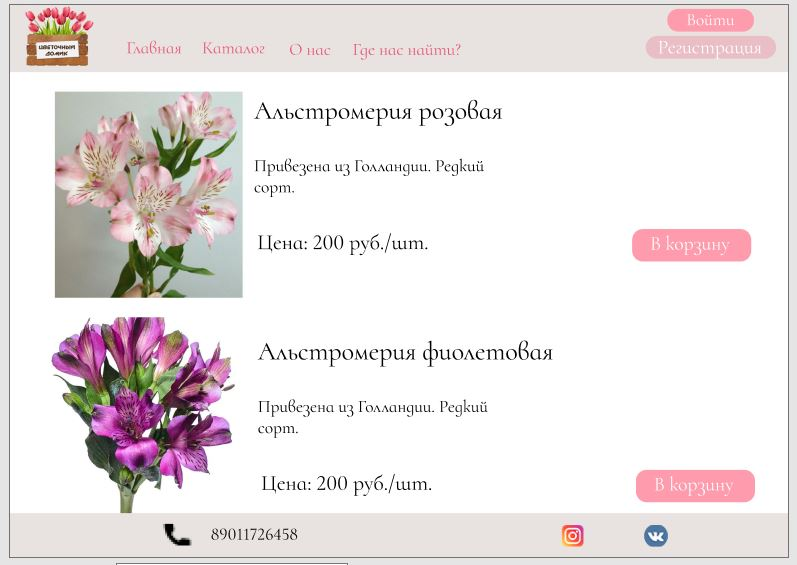 ЦВЕТОЧНЫЙ
ДОМИК
Главная
Каталог
О нас
Где нас найти?
Войти
Регистрация
Альстромерия розовая
Привезена из Голландии. Редкий
сорт.
Цена: 200 руб./шт.
В корзину
Альстромерия фиолетовая
Привезена из Голландии. Редкий
сорт.
Цена: 200 руб./шт.
В корзину
89011726458